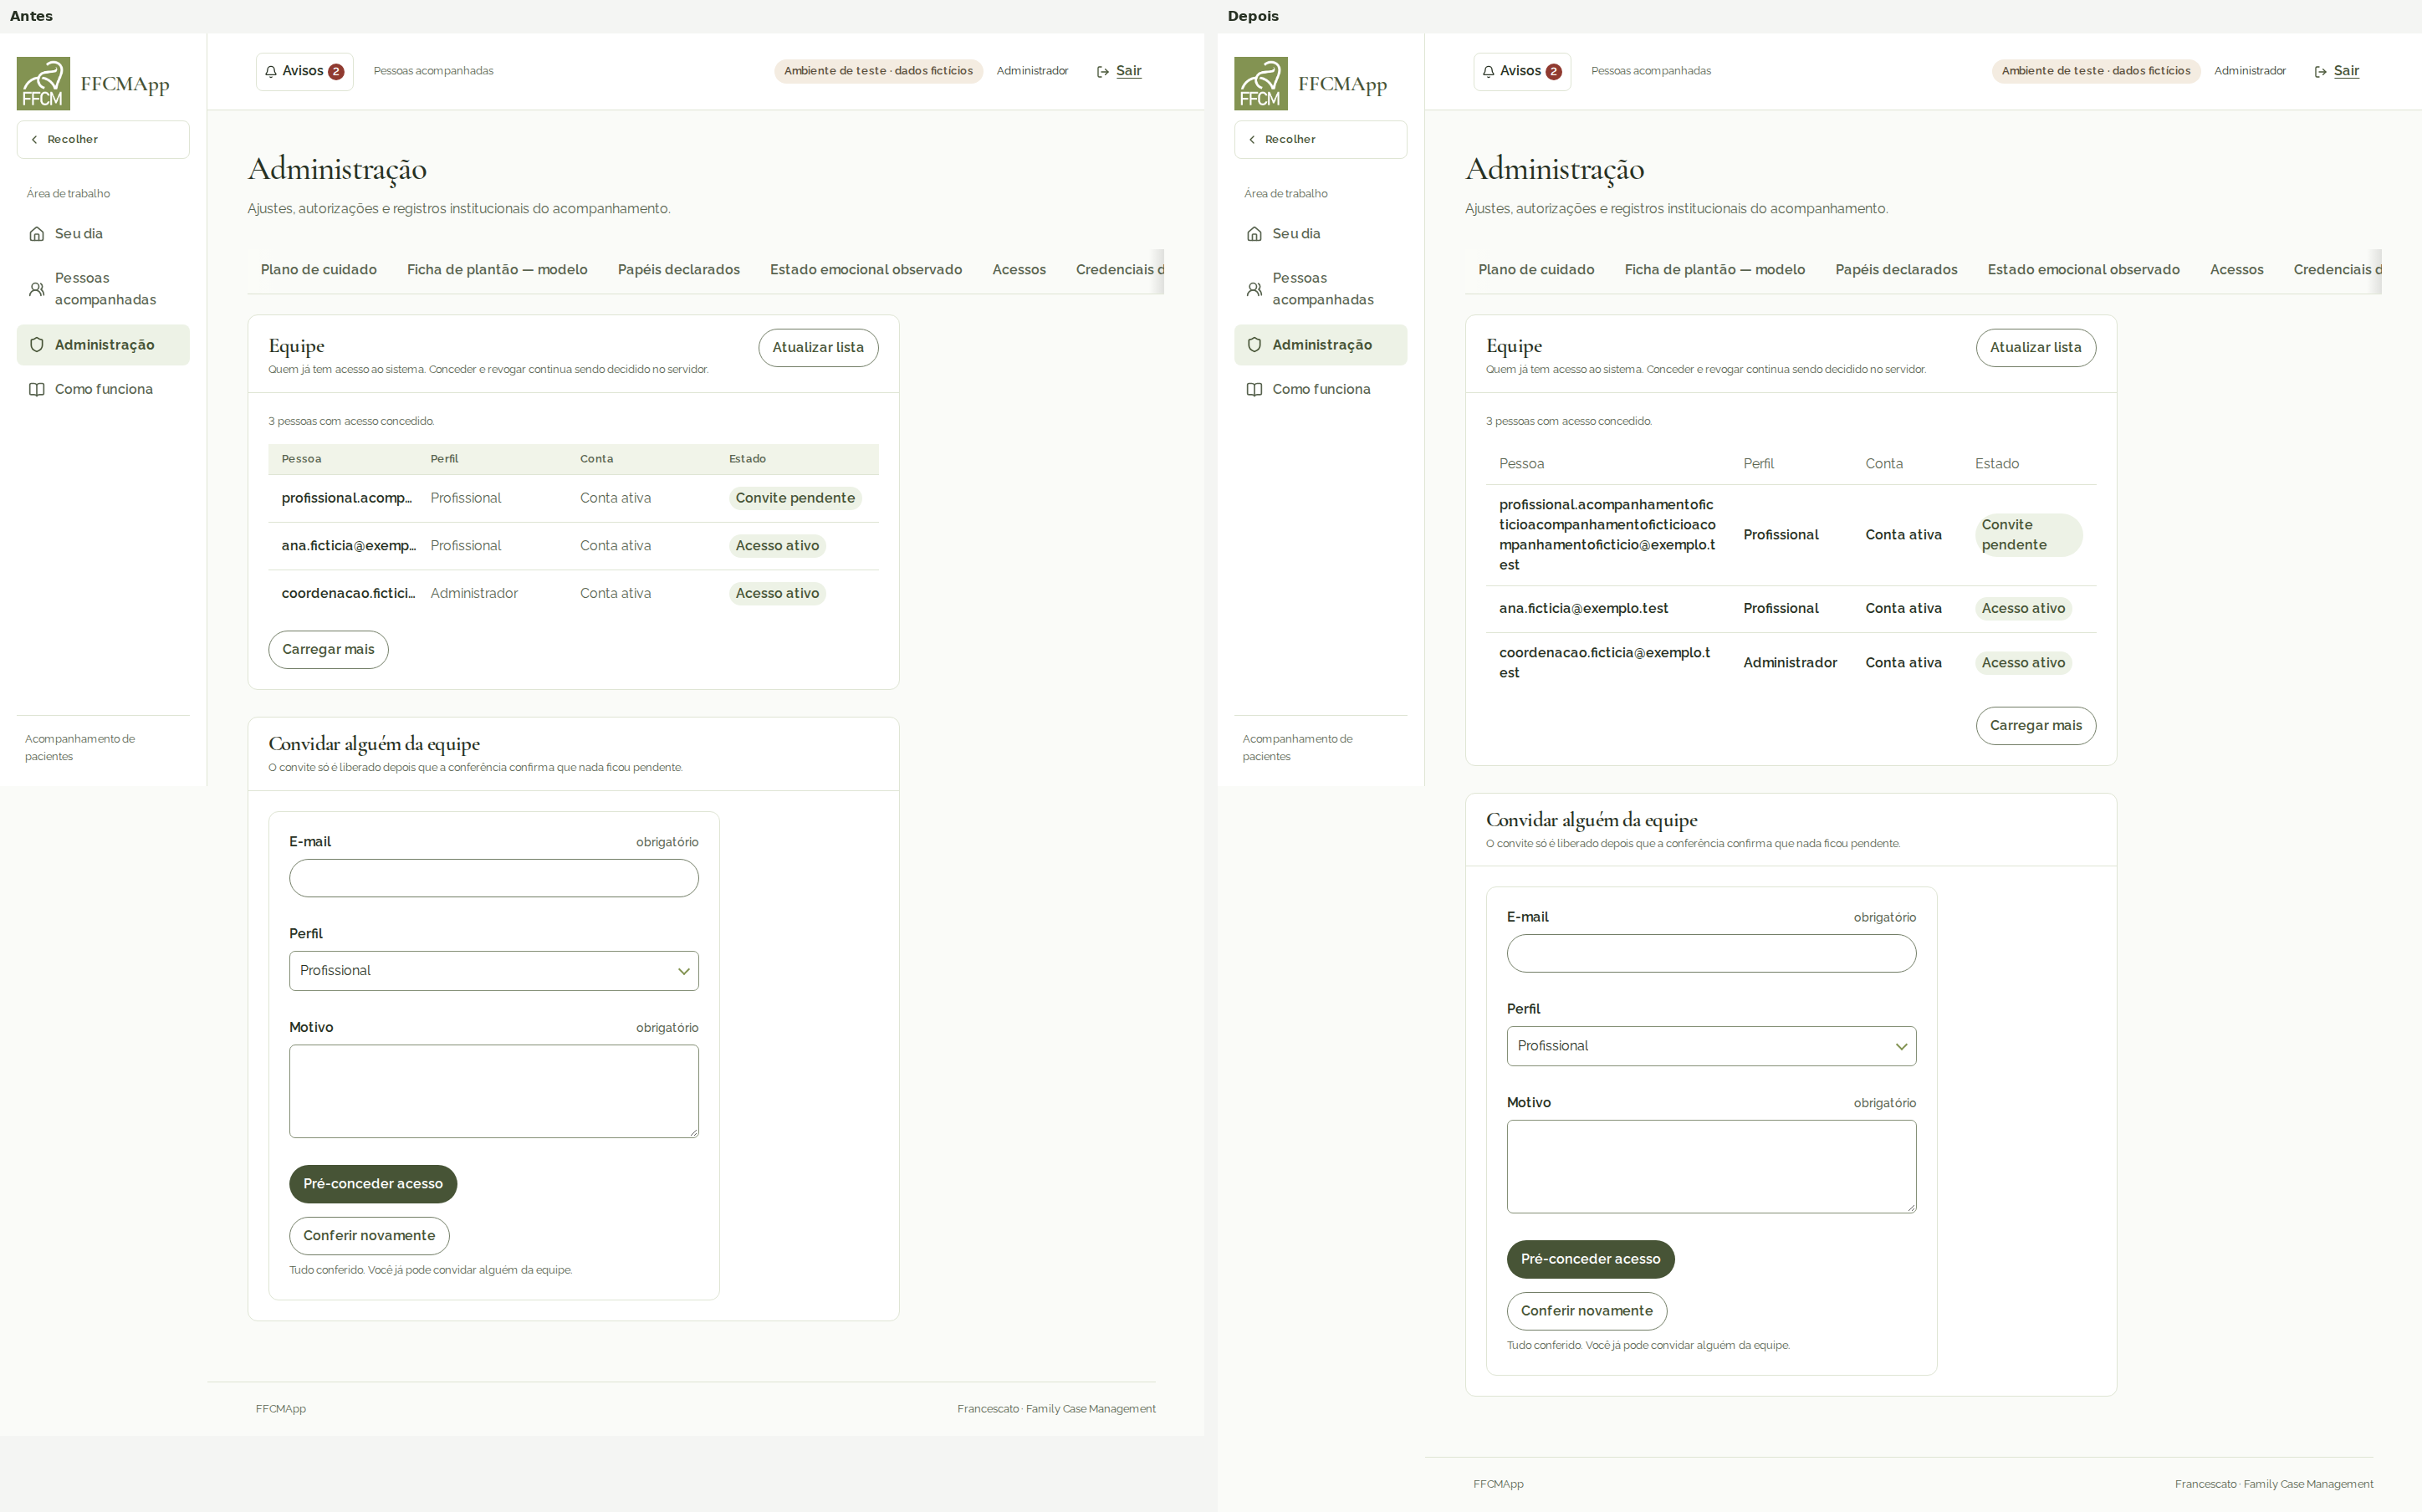 Antes
FFCM
FFCMApp
Recolher
Área de trabalho
Seu dia
Pessoas
acompanhadas
Administração
Como funciona
Acompanhamento de
pacientes
Avisos 2
Pessoas acompanhadas
Ambiente de teste · dados fictícios
Administrador
Sair
Administração
Ajustes, autorizações e registros institucionais do acompanhamento.
Plano de cuidado Ficha de plantão — modelo Papéis declarados Estado emocional observado Acessos Credenciais d
Equipe
Quem já tem acesso ao sistema. Conceder e revogar continua sendo decidido no servidor.
Atualizar lista
3 pessoas com acesso concedido.
Pessoa Perfil Conta Estado
profissional.acomp… Profissional Conta ativa Convite pendente
ana.ficticia@exemp… Profissional Conta ativa Acesso ativo
coordenacao.fictici… Administrador Conta ativa Acesso ativo
Carregar mais
Convidar alguém da equipe
O convite só é liberado depois que a conferência confirma que nada ficou pendente.
E-mail obrigatório
Perfil
Profissional
Motivo obrigatório
Pré-conceder acesso
Conferir novamente
Tudo conferido. Você já pode convidar alguém da equipe.
FFCMApp
Francescato · Family Case Management
Depois
FFCM
FFCMApp
Recolher
Área de trabalho
Seu dia
Pessoas
acompanhadas
Administração
Como funciona
Acompanhamento de
pacientes
Avisos 2
Pessoas acompanhadas
Ambiente de teste · dados fictícios
Administrador
Sair
Administração
Ajustes, autorizações e registros institucionais do acompanhamento.
Plano de cuidado Ficha de plantão — modelo Papéis declarados Estado emocional observado Acessos Credenciais d
Equipe
Quem já tem acesso ao sistema. Conceder e revogar continua sendo decidido no servidor.
Atualizar lista
3 pessoas com acesso concedido.
Pessoa Perfil Conta Estado
profissional.acompanhamentofic
ticioacompanhamentoficticioaco
mpanhamentoficticio@exemplo.t
est
Profissional Conta ativa
Convite
pendente
ana.ficticia@exemplo.test Profissional Conta ativa Acesso ativo
coordenacao.ficticia@exemplo.t
est
Administrador Conta ativa Acesso ativo
Carregar mais
Convidar alguém da equipe
O convite só é liberado depois que a conferência confirma que nada ficou pendente.
E-mail obrigatório
Perfil
Profissional
Motivo obrigatório
Pré-conceder acesso
Conferir novamente
Tudo conferido. Você já pode convidar alguém da equipe.
FFCMApp
Francescato · Family Case Management